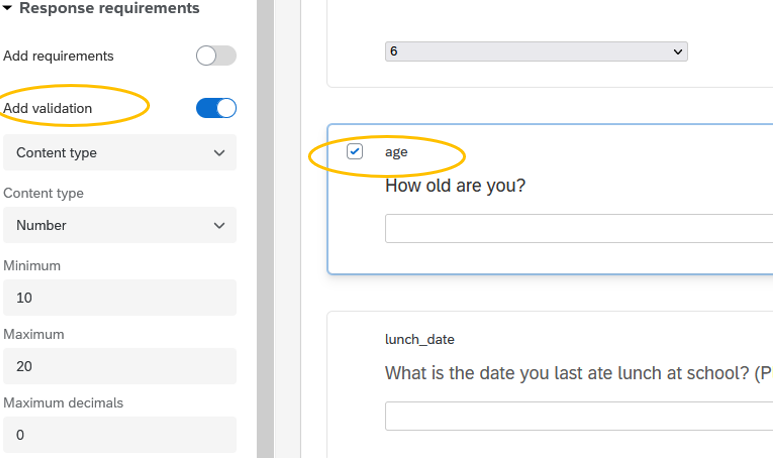 Response requirements
Add requirements
Add validation
Content type
Content type
Number
Minimum
10
Maximum
20
Maximum decimals
0
6
age
How old are you?
lunch_date
What is the date you last ate lunch at school? (P